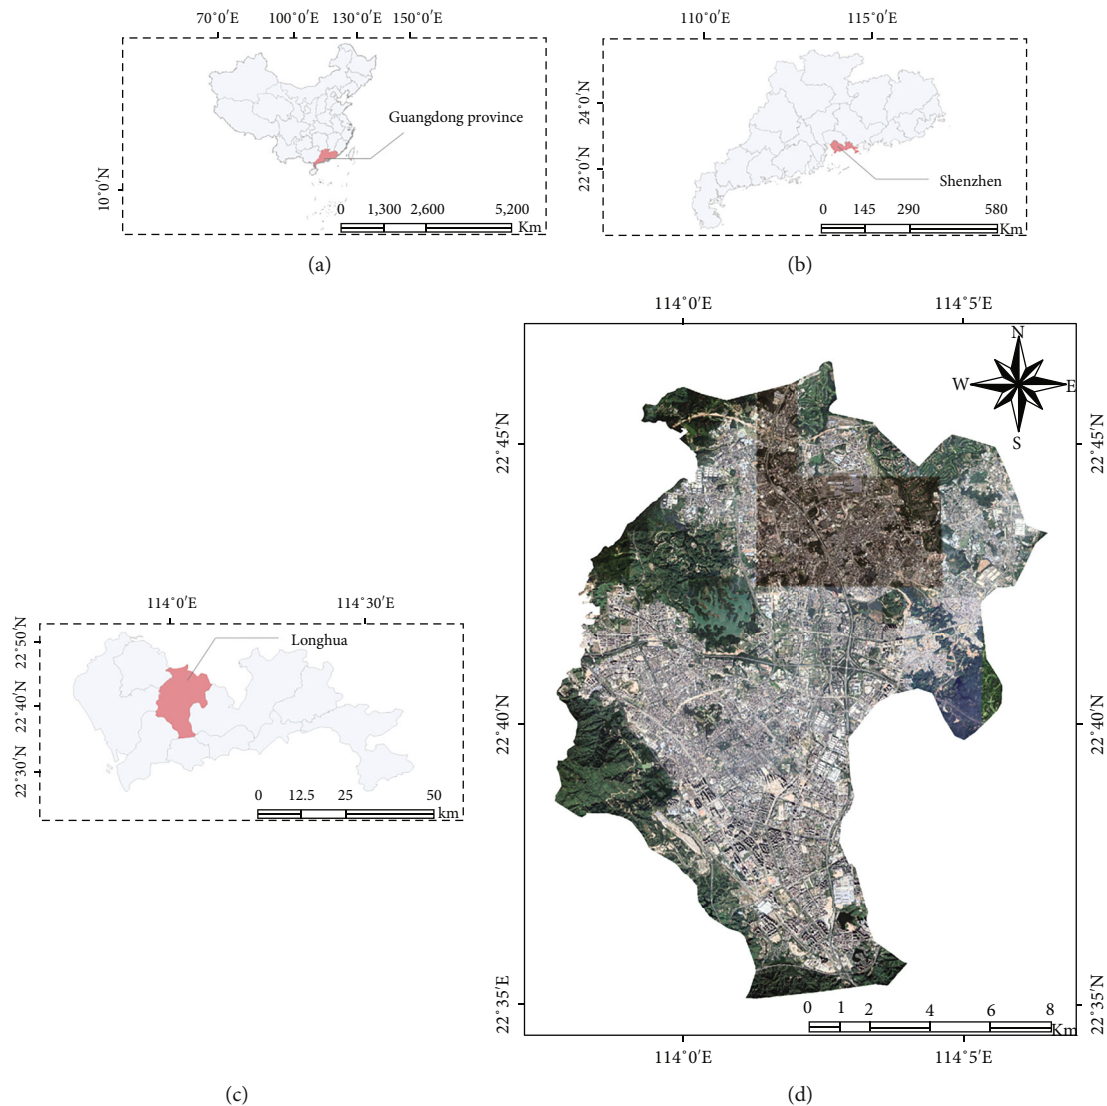 70°0′E 100°0′E 130°0′E 150°0′E
10°0′N
Guangdong province
0 1,300 2,600 5,200
Km
(a)
110°0′E 115°0′E
24°0′N
22°0′N
Shenzhen
0 145 290 580
Km
(b)
114°0′E 114°30′E
22°50′N
22°40′N
22°30′N
Longhua
0 12.5 25 50
km
(c)
114°0′E 114°5′E
N
W E
S
22°45′N 22°45′N
22°40′N 22°40′N
22°35′E 22°35′N
0 1 2 4 6 8
Km
114°0′E 114°5′E
(d)